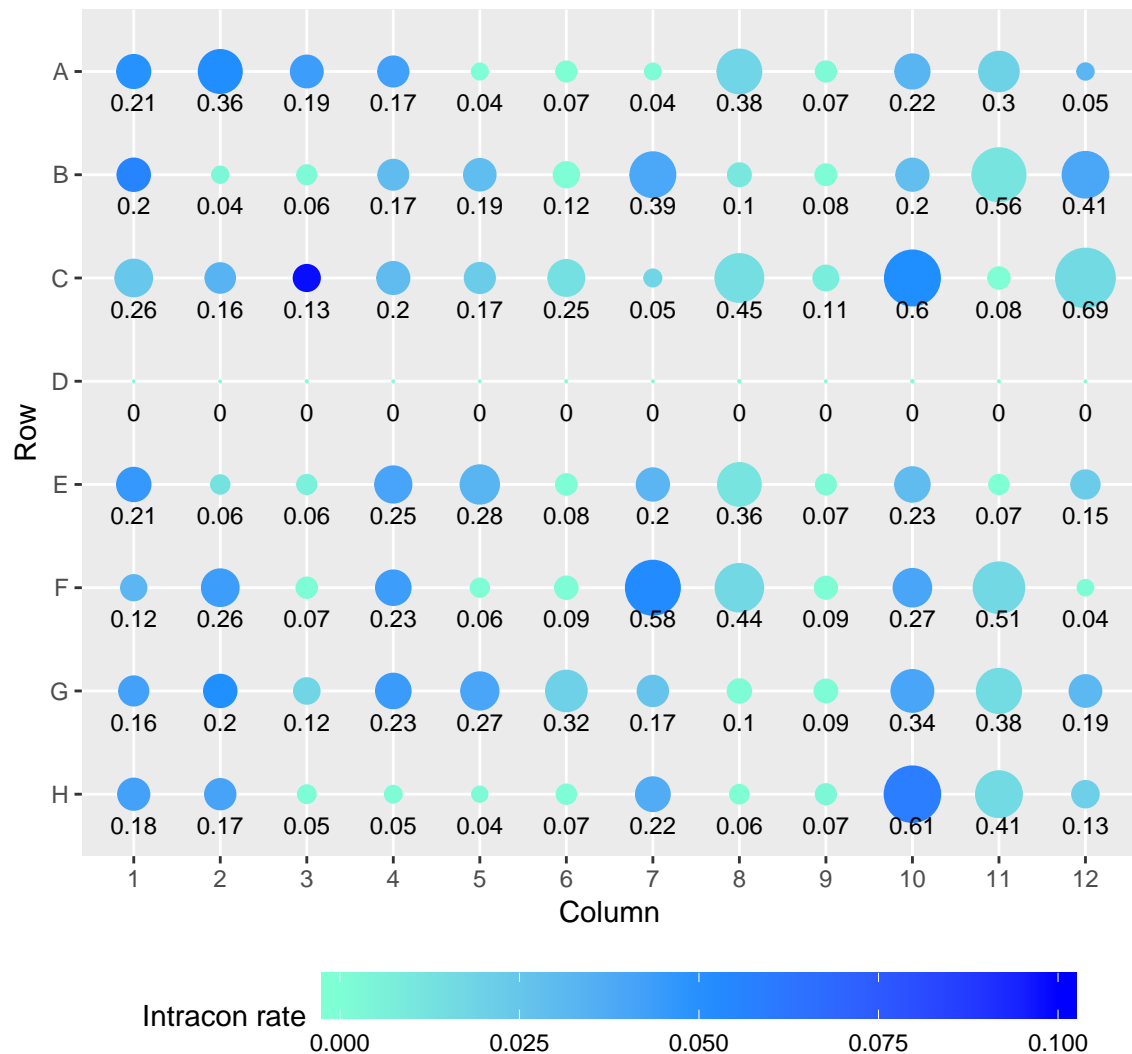 A
0.21 0.36 0.19 0.17 0.04 0.07 0.04 0.38 0.07 0.22 0.3 0.05
B
0.2 0.04 0.06 0.17 0.19 0.12 0.39 0.1 0.08 0.2 0.56 0.41
C
0.26 0.16 0.13 0.2 0.17 0.25 0.05 0.45 0.11 0.6 0.08 0.69
D
0 0 0 0 0 0 0 0 0 0 0 0
Row
E
0.21 0.06 0.06 0.25 0.28 0.08 0.2 0.36 0.07 0.23 0.07 0.15
F
0.12 0.26 0.07 0.23 0.06 0.09 0.58 0.44 0.09 0.27 0.51 0.04
G
0.16 0.2 0.12 0.23 0.27 0.32 0.17 0.1 0.09 0.34 0.38 0.19
H
0.18 0.17 0.05 0.05 0.04 0.07 0.22 0.06 0.07 0.61 0.41 0.13
1 2 3 4 5 6 7 8 9 10 11 12
Column
Intracon rate
0.000 0.025 0.050 0.075 0.100